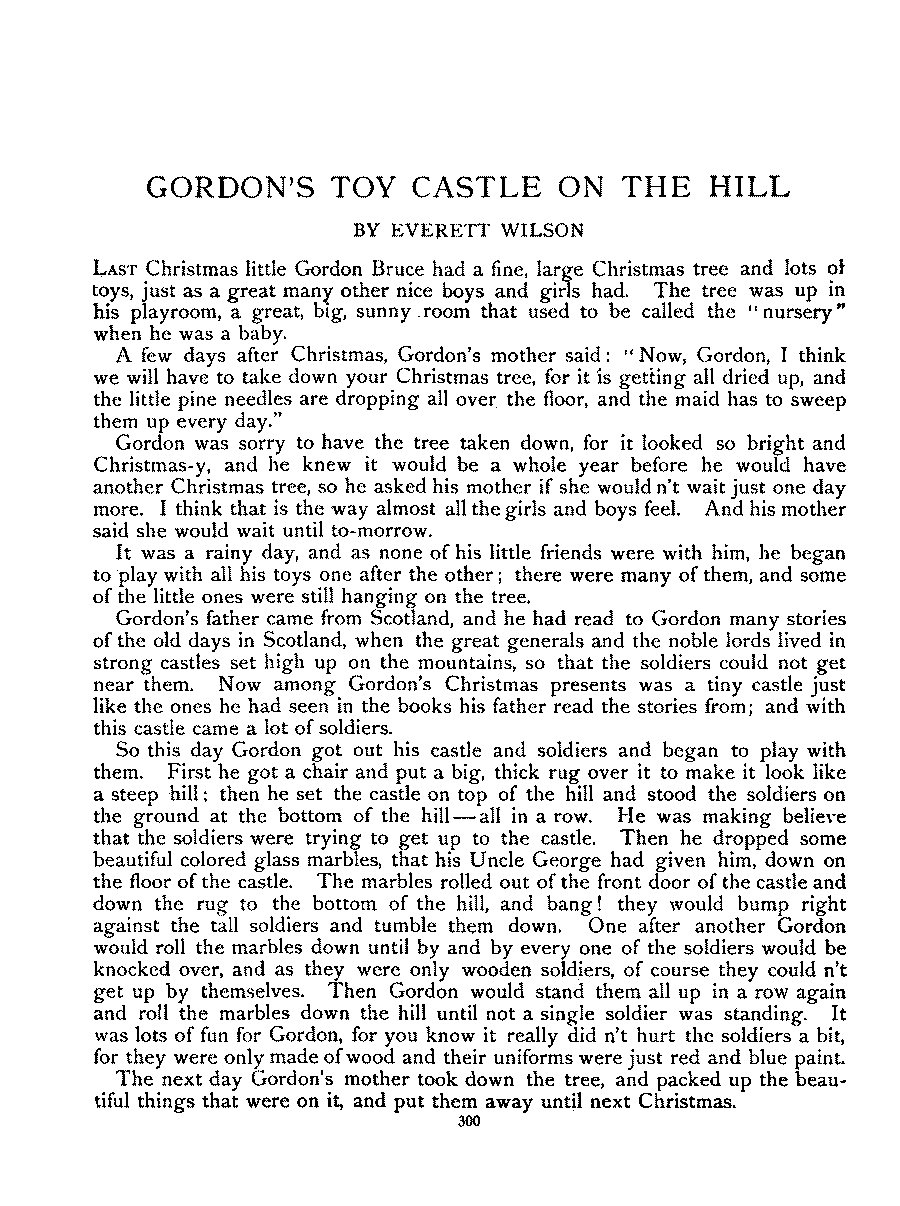 GORDON'S TOY CASTLE ON THE HILL
BY EVERETT WILSON
LAST Christmas little Gordon Bruce had a fine, large Christmas tree and lots of
toys, just as a great many other nice boys and girls had. The tree was up in
his playroom, a great, big, sunny room that used to be called the "nursery"
when he was a baby.
A few days after Christmas, Gordon's mother said: "Now, Gordon, I think
we will have to take down your Christmas tree, for it is getting all dried up, and
the little pine needles are dropping all over the floor, and the maid has to sweep
them up every day."
Gordon was sorry to have the tree taken down, for it looked so bright and
Christmas-y, and he knew it would be a whole year before he would have
another Christmas tree, so he asked his mother if she would n't wait just one day
more. I think that is the way almost all the girls and boys feel. And his mother
said she would wait until to-morrow.
It was a rainy day, and as none of his little friends were with him, he began
to play with all his toys one after the other; there were many of them, and some
of the little ones were still hanging on the tree.
Gordon's father came from Scotland, and he had read to Gordon many stories
of the old days in Scotland, when the great generals and the noble lords lived in
strong castles set high up on the mountains, so that the soldiers could not get
near them. Now among Gordon's Christmas presents was a tiny castle just
like the ones he had seen in the books his father read the stories from; and with
this castle came a lot of soldiers.
So this day Gordon got out his castle and soldiers and began to play with
them. First he got a chair and put a big, thick rug over it to make it look like
a steep hill; then he set the castle on top of the hill and stood the soldiers on
the ground at the bottom of the hill—all in a row. He was making believe
that the soldiers were trying to get up to the castle. Then he dropped some
beautiful colored glass marbles, that his Uncle George had given him, down on
the floor of the castle. The marbles rolled out of the front door of the castle and
down the rug to the bottom of the hill, and bang! they would bump right
against the tall soldiers and tumble them down. One after another Gordon
would roll the marbles down until by and by every one of the soldiers would be
knocked over, and as they were only wooden soldiers, of course they could n't
get up by themselves. Then Gordon would stand them all up in a row again
and roll the marbles down the hill until not a single soldier was standing. It
was lots of fun for Gordon, for you know it really did n't hurt the soldiers a bit,
for they were only made of wood and their uniforms were just red and blue paint.
The next day Gordon's mother took down the tree, and packed up the beau-
tiful things that were on it, and put them away until next Christmas.
300